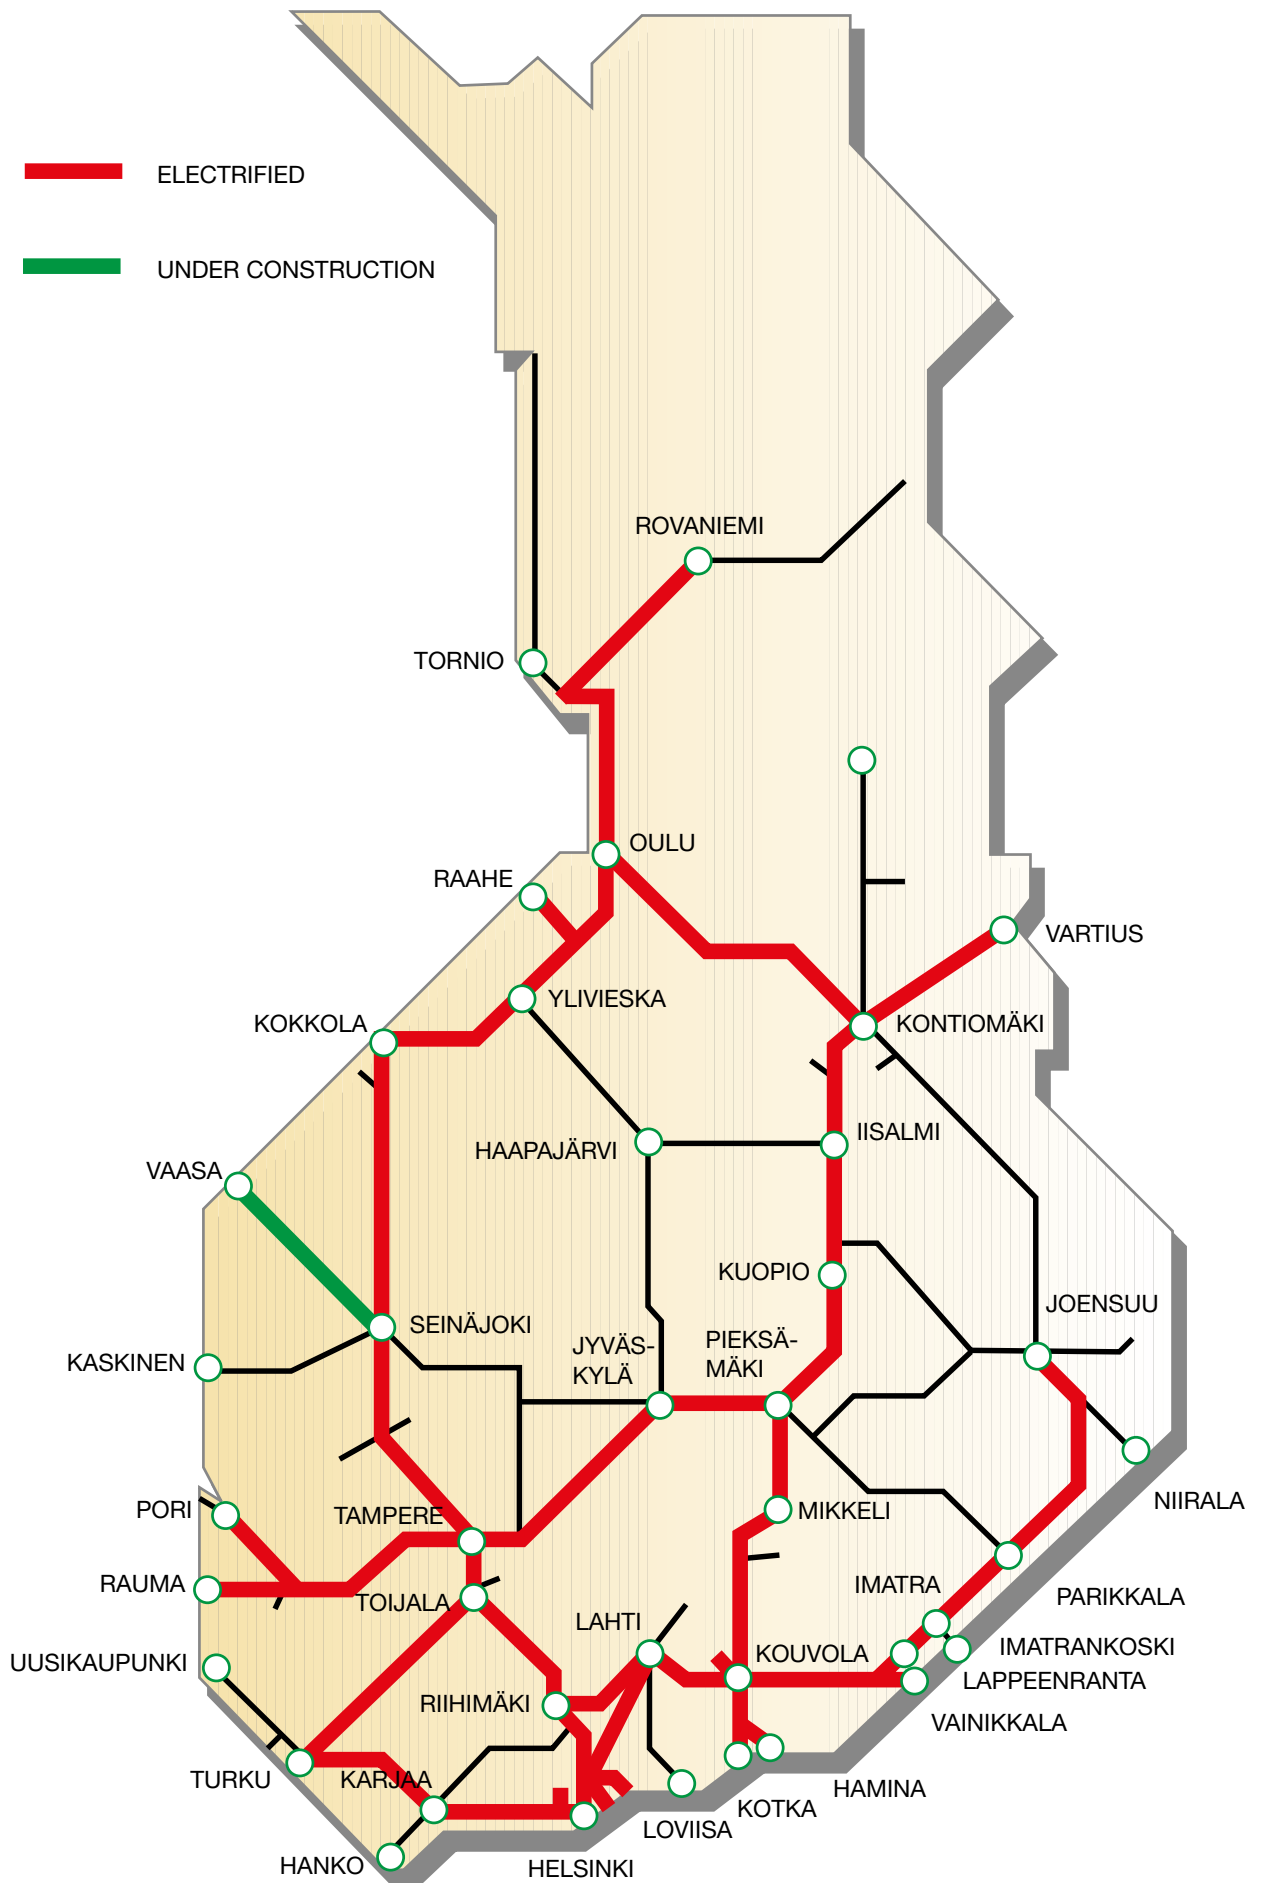 ELECTRIFIED
UNDER CONSTRUCTION
ROVANIEMI
TORNIO
OULU
RAAHE
VARTIUS
YLIVIESKA
KOKKOLA
KONTIOMÄKI
IISALMI
HAAPAJÄRVI
VAASA
KUOPIO
JOENSUU
SEINÄJOKI
JYVÄS-
KYLÄ
PIEKSÄ-
MÄKI
KASKINEN
NIIRALA
PORI
TAMPERE
MIKKELI
RAUMA
IMATRA
PARIKKALA
TOIJALA
LAHTI
IMATRANKOSKI
KOUVOLA
UUSIKAUPUNKI
LAPPEENRANTA
RIIHIMÄKI
VAINIKKALA
TURKU
KARJAA
HAMINA
KOTKA
LOVIISA
HANKO
HELSINKI